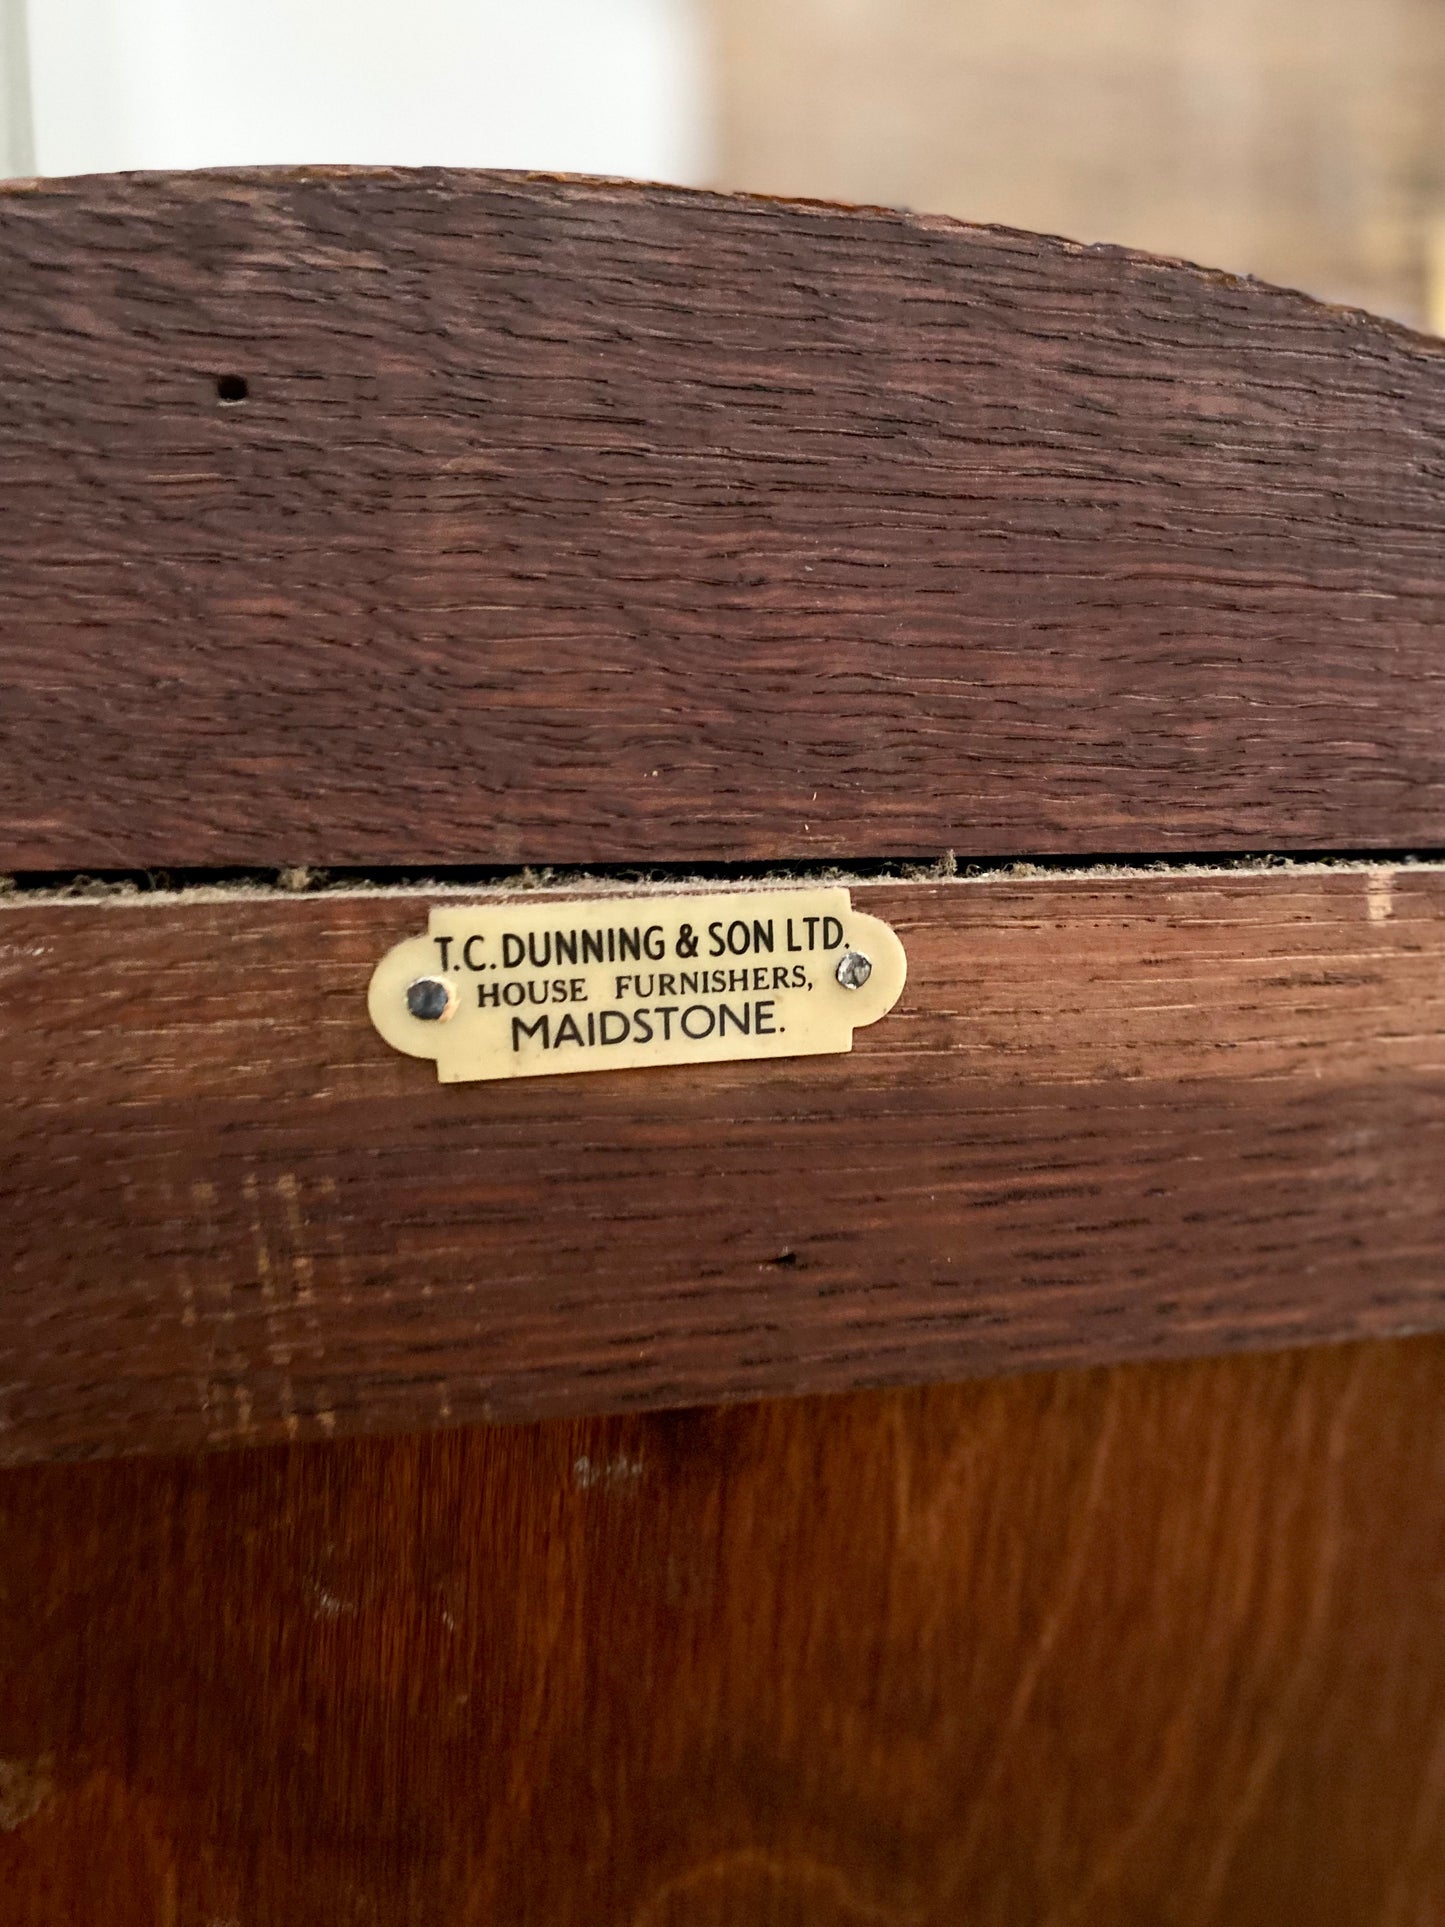 T.C. DUNNING & SON LTD.
HOUSE FURNISHERS,
MAIDSTONE.